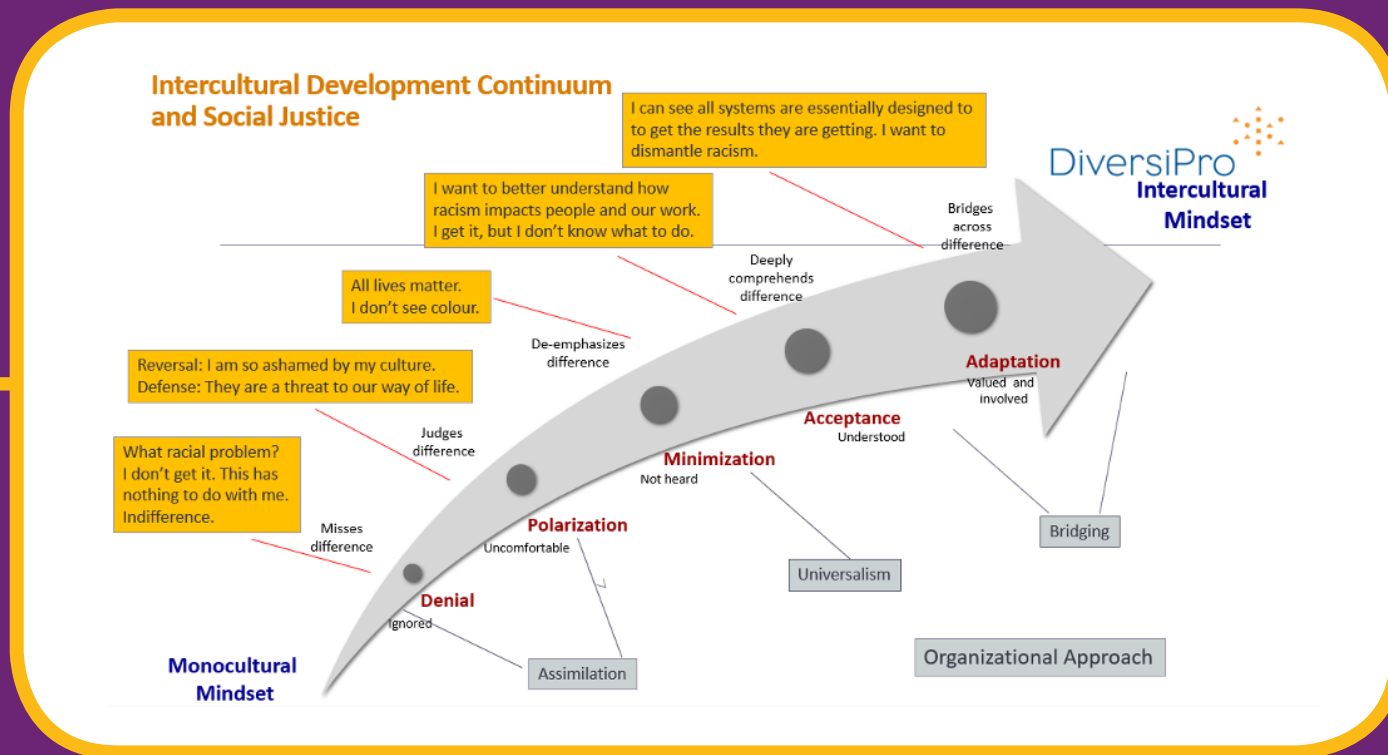 Intercultural Development Continuum
and Social Justice
I can see all systems are essentially designed to
to get the results they are getting. I want to
dismantle racism.
DiversiPro
Intercultural
Mindset
I want to better understand how
racism impacts people and our work.
I get it, but I don't know what to do.
Bridges
across
difference
Deeply
comprehends
difference
All lives matter.
I don't see colour.
De-emphasizes
difference
Reversal: I am so ashamed by my culture.
Defense: They are a threat to our way of life.
Adaptation
Valued and
involved
Acceptance
Understood
Judges
difference
What racial problem?
I don't get it. This has
nothing to do with me.
Indifference.
Minimization
Not heard
Misses
difference
Polarization
Uncomfortable
Bridging
Universalism
Denial
Ignored
Organizational Approach
Monocultural
Mindset
Assimilation